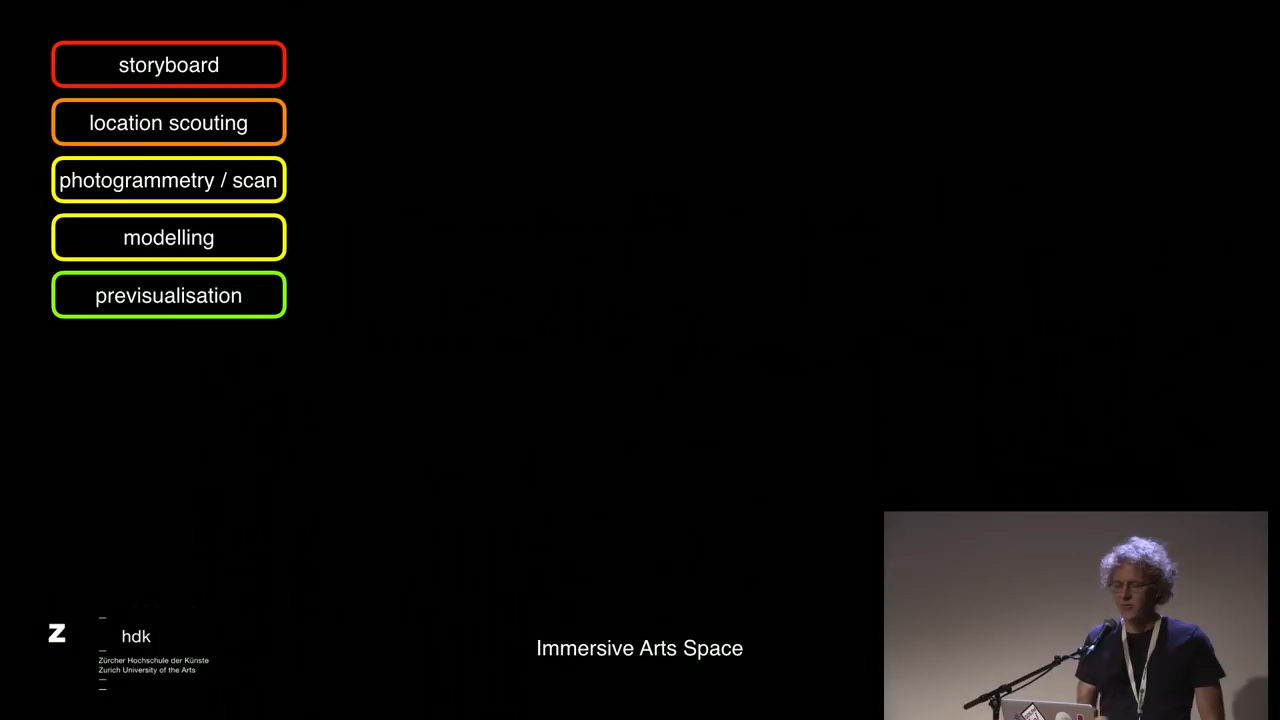 storyboard
location scouting
photogrammetry / scan
modelling
previsualisation
Z
hdk
Zürcher Hochschule der Künste
Zurich University of the Arts
Immersive Arts Space